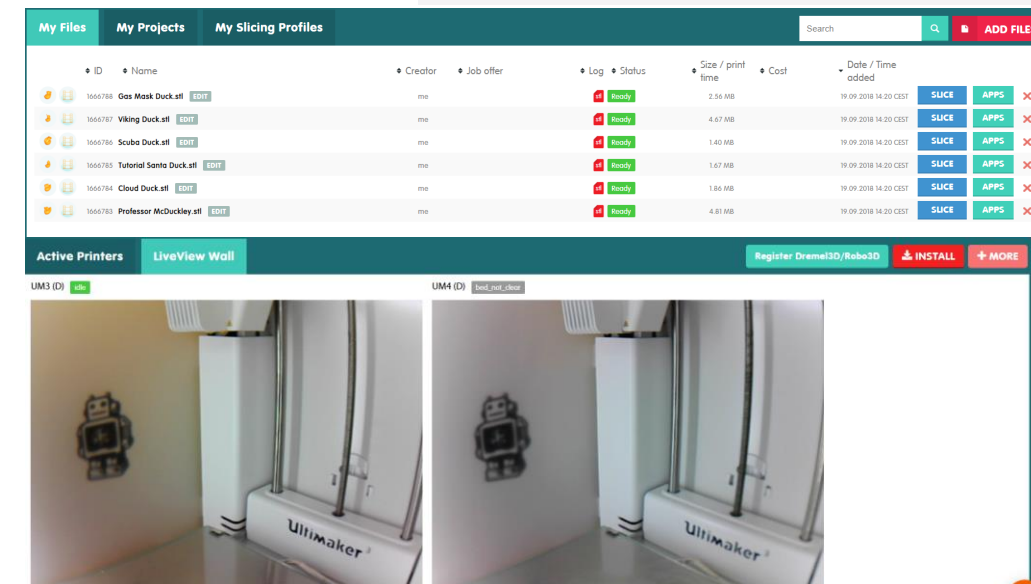 My Files My Projects My Slicing Profiles Search ADD FILE
ID Name Creator Job offer Log Status Size / print time Cost Date / Time added
1666788 Gas Mask Duck.stl EDIT me stl Ready 2.56 MB 19.09.2018 14:20 CEST SLICE APPS
1666787 Viking Duck.stl EDIT me stl Ready 4.67 MB 19.09.2018 14:20 CEST SLICE APPS
1666786 Scuba Duck.stl EDIT me stl Ready 1.40 MB 19.09.2018 14:20 CEST SLICE APPS
1666785 Tutorial Santa Duck.stl EDIT me stl Ready 1.67 MB 19.09.2018 14:20 CEST SLICE APPS
1666784 Cloud Duck.stl EDIT me stl Ready 1.86 MB 19.09.2018 14:20 CEST SLICE APPS
1666783 Professor McDuckley.stl EDIT me stl Ready 4.81 MB 19.09.2018 14:20 CEST SLICE APPS
Active Printers LiveView Wall Register Dremel3D/Robo3D INSTALL + MORE
UM3 (D) idle UM4 (D) bed_not_clear
Ultimaker³ Ultimaker³